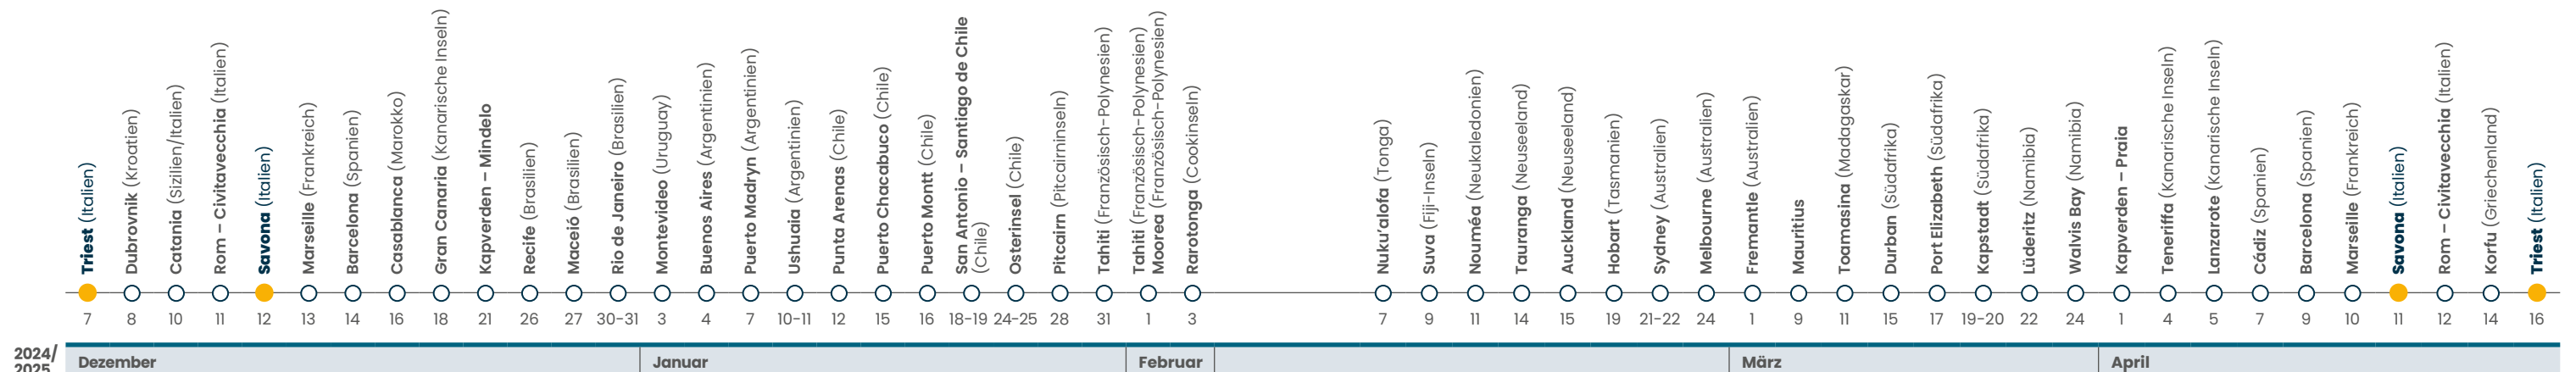 Triest (Italien)
Dubrovnik (Kroatien)
Catania (Sizilien/Italien)
Rom – Civitavecchia (Italien)
Savona (Italien)
Marseille (Frankreich)
Barcelona (Spanien)
Casablanca (Marokko)
Gran Canaria (Kanarische Inseln)
Kapverden – Mindelo
Recife (Brasilien)
Maceió (Brasilien)
Rio de Janeiro (Brasilien)
Montevideo (Uruguay)
Buenos Aires (Argentinien)
Puerto Madryn (Argentinien)
Ushuaia (Argentinien)
Punta Arenas (Chile)
Puerto Chacabuco (Chile)
Puerto Montt (Chile)
San Antonio – Santiago de Chile
(Chile)
Osterinsel (Chile)
Pitcairn (Pitcairninseln)
Tahiti (Französisch-Polynesien)
Tahiti (Französisch-Polynesien)
Moorea (Französisch-Polynesien)
Rarotonga (Cookinseln)
Nuku’alofa (Tonga)
Suva (Fiji-Inseln)
Nouméa (Neukaledonien)
Tauranga (Neuseeland)
Auckland (Neuseeland)
Hobart (Tasmanien)
Sydney (Australien)
Melbourne (Australien)
Fremantle (Australien)
Mauritius
Toamasina (Madagaskar)
Durban (Südafrika)
Port Elizabeth (Südafrika)
Kapstadt (Südafrika)
Lüderitz (Namibia)
Walvis Bay (Namibia)
Kapverden – Praia
Teneriffa (Kanarische Inseln)
Lanzarote (Kanarische Inseln)
Cádiz (Spanien)
Barcelona (Spanien)
Marseille (Frankreich)
Savona (Italien)
Rom – Civitavecchia (Italien)
Korfu (Griechenland)
Triest (Italien)
7 8 10 11 12 13 14 16 18 21 26 27 30-31 3 4 7 10-11 12 15 16 18-19 24-25 28 31 1 3 7 9 11 14 15 19 21-22 24 1 9 11 15 17 19-20 22 24 1 4 5 7 9 10 11 12 14 16
2024/
2025
Dezember Januar Februar März April